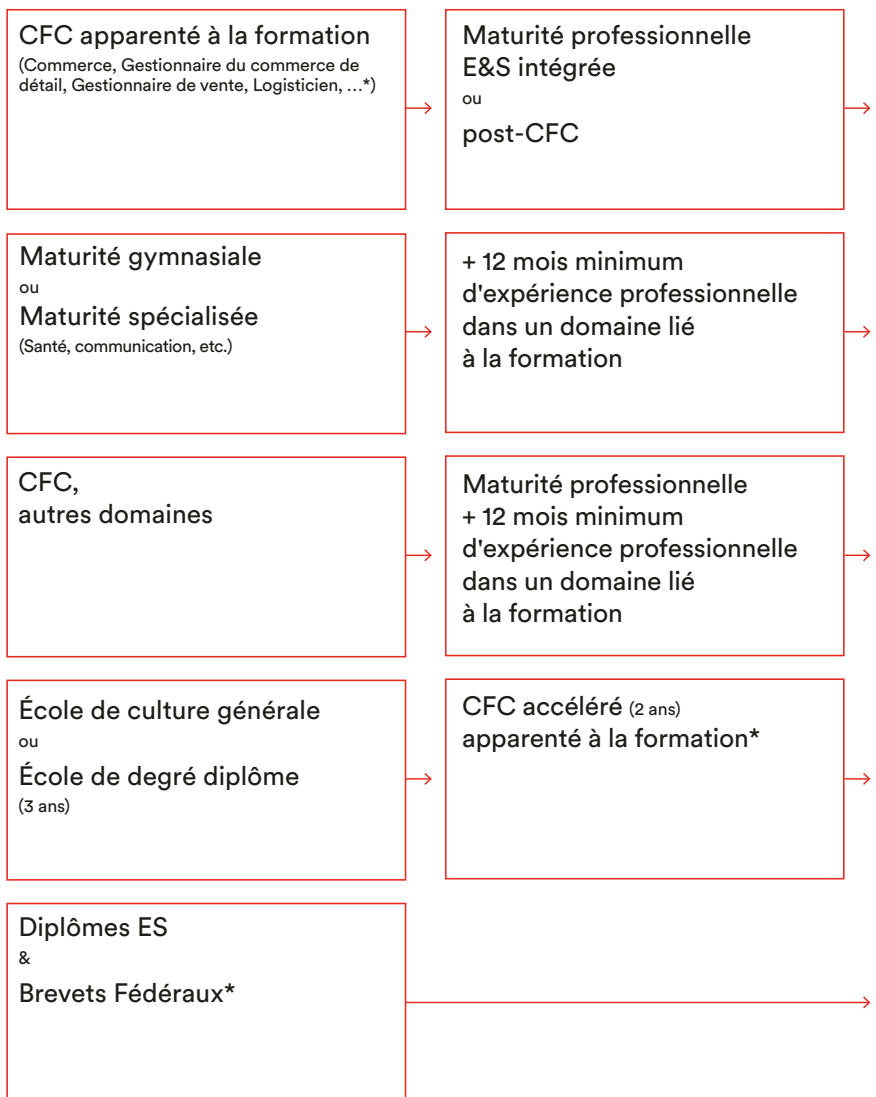 CFC apparenté à la formation
(Commerce, Gestionnaire du commerce de
détail, Gestionnaire de vente, Logisticien, …*)
Maturité professionnelle
E&S intégrée
ou
post-CFC
Maturité gymnasiale
ou
Maturité spécialisée
(Santé, communication, etc.)
+ 12 mois minimum
d'expérience professionnelle
dans un domaine lié
à la formation
CFC,
autres domaines
Maturité professionnelle
+ 12 mois minimum
d'expérience professionnelle
dans un domaine lié
à la formation
École de culture générale
ou
École de degré diplôme
(3 ans)
CFC accéléré (2 ans)
apparenté à la formation*
Diplômes ES
&
Brevets Fédéraux*